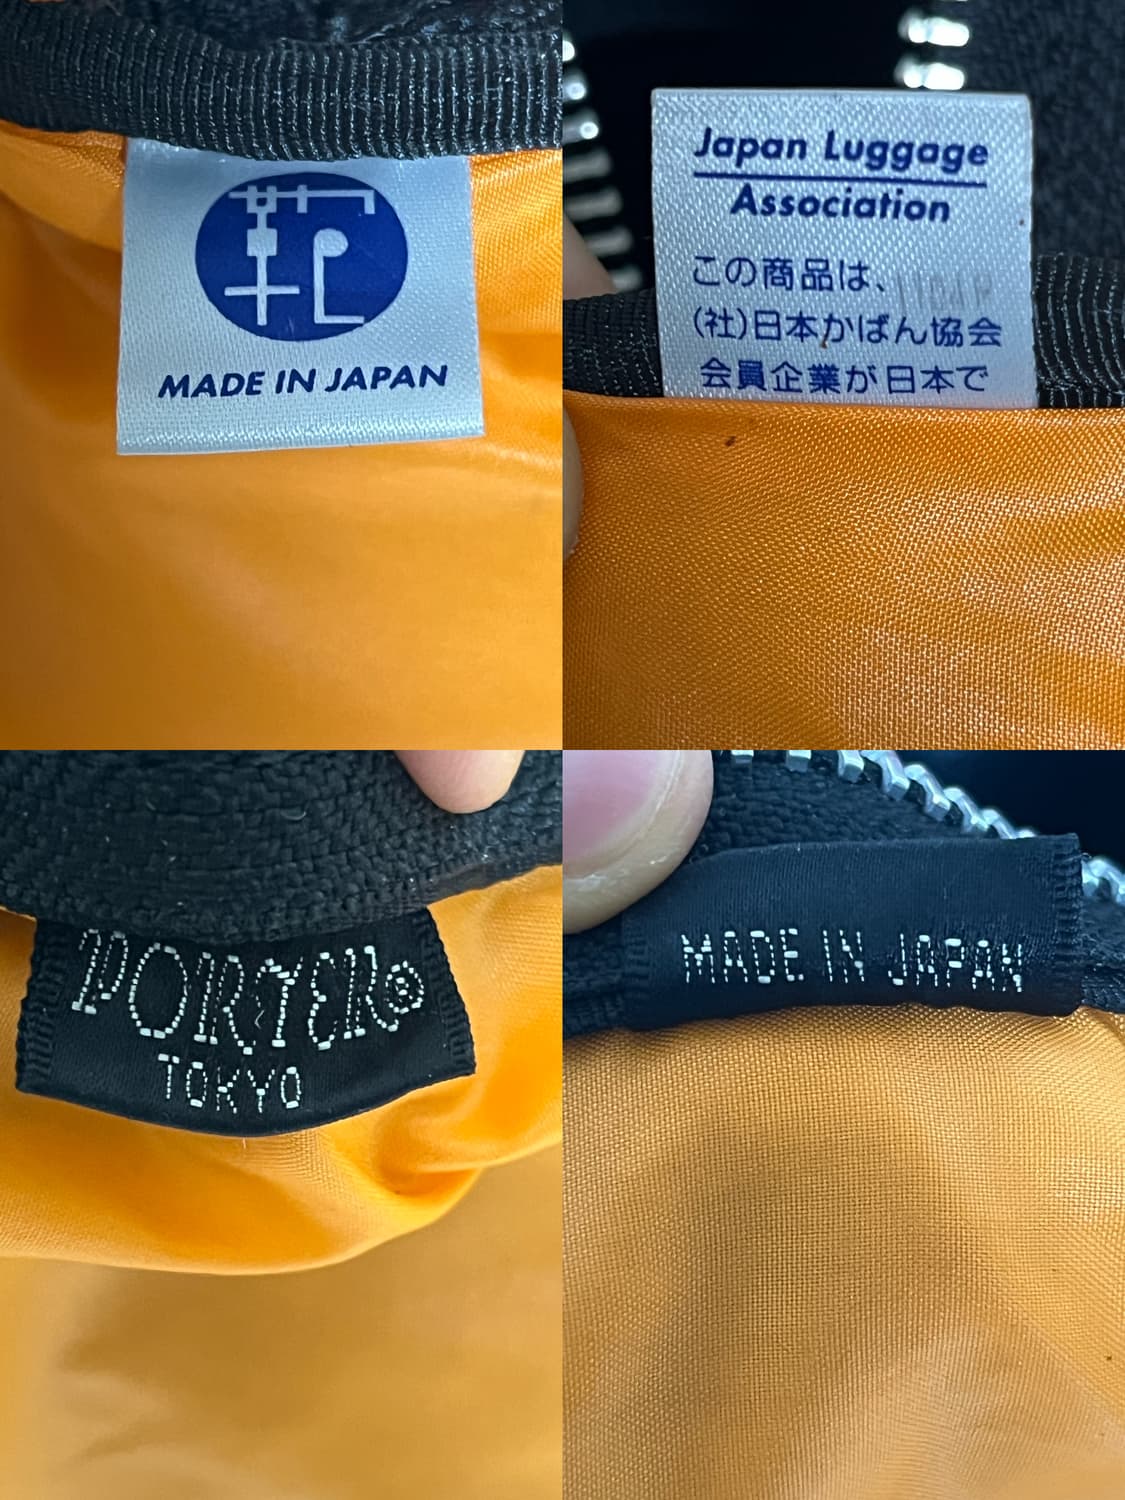 MADE IN JAPAN
Japan Luggage
Association
この商品は、
(社)日本かばん協会
会員企業が日本で
PORTER®
TOKYO
MADE IN JAPAN